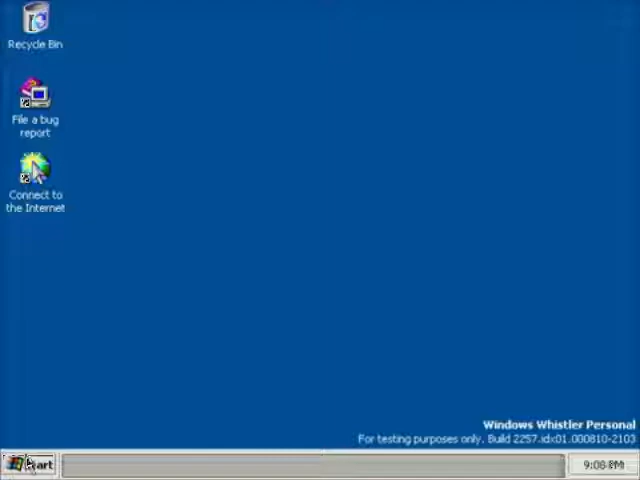 Recycle Bin
File a bug
report
Connect to
the Internet
Windows Whistler Personal
For testing purposes only. Build 2257.idx01.000810-2103
Start
9:08 PM